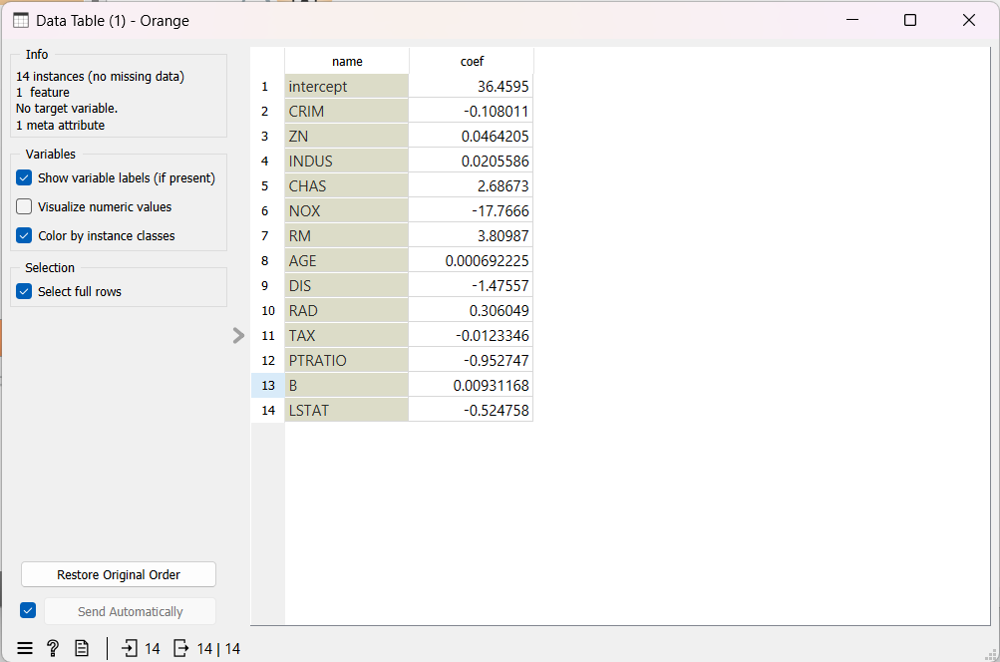 Data Table (1) - Orange
Info
14 instances (no missing data)
1 feature
No target variable.
1 meta attribute
Variables
Show variable labels (if present)
Visualize numeric values
Color by instance classes
Selection
Select full rows
Restore Original Order
Send Automatically
name coef
1 intercept 36.4595
2 CRIM -0.108011
3 ZN 0.0464205
4 INDUS 0.0205586
5 CHAS 2.68673
6 NOX -17.7666
7 RM 3.80987
8 AGE 0.000692225
9 DIS -1.47557
10 RAD 0.306049
11 TAX -0.0123346
12 PTRATIO -0.952747
13 B 0.00931168
14 LSTAT -0.524758
? 14 14 | 14